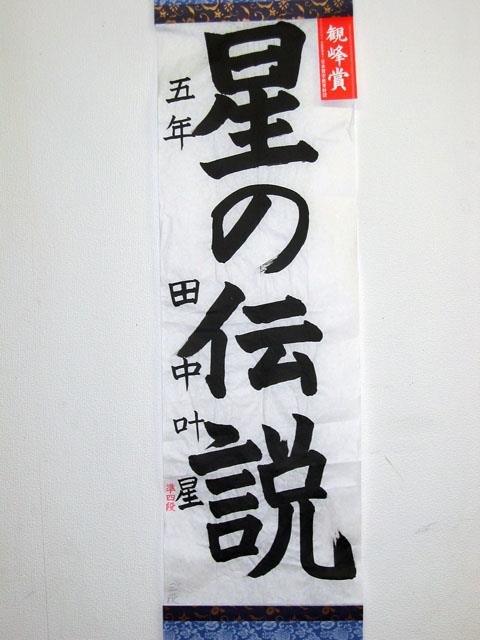 観峰賞
星の伝説
五年 田中叶星
準四段